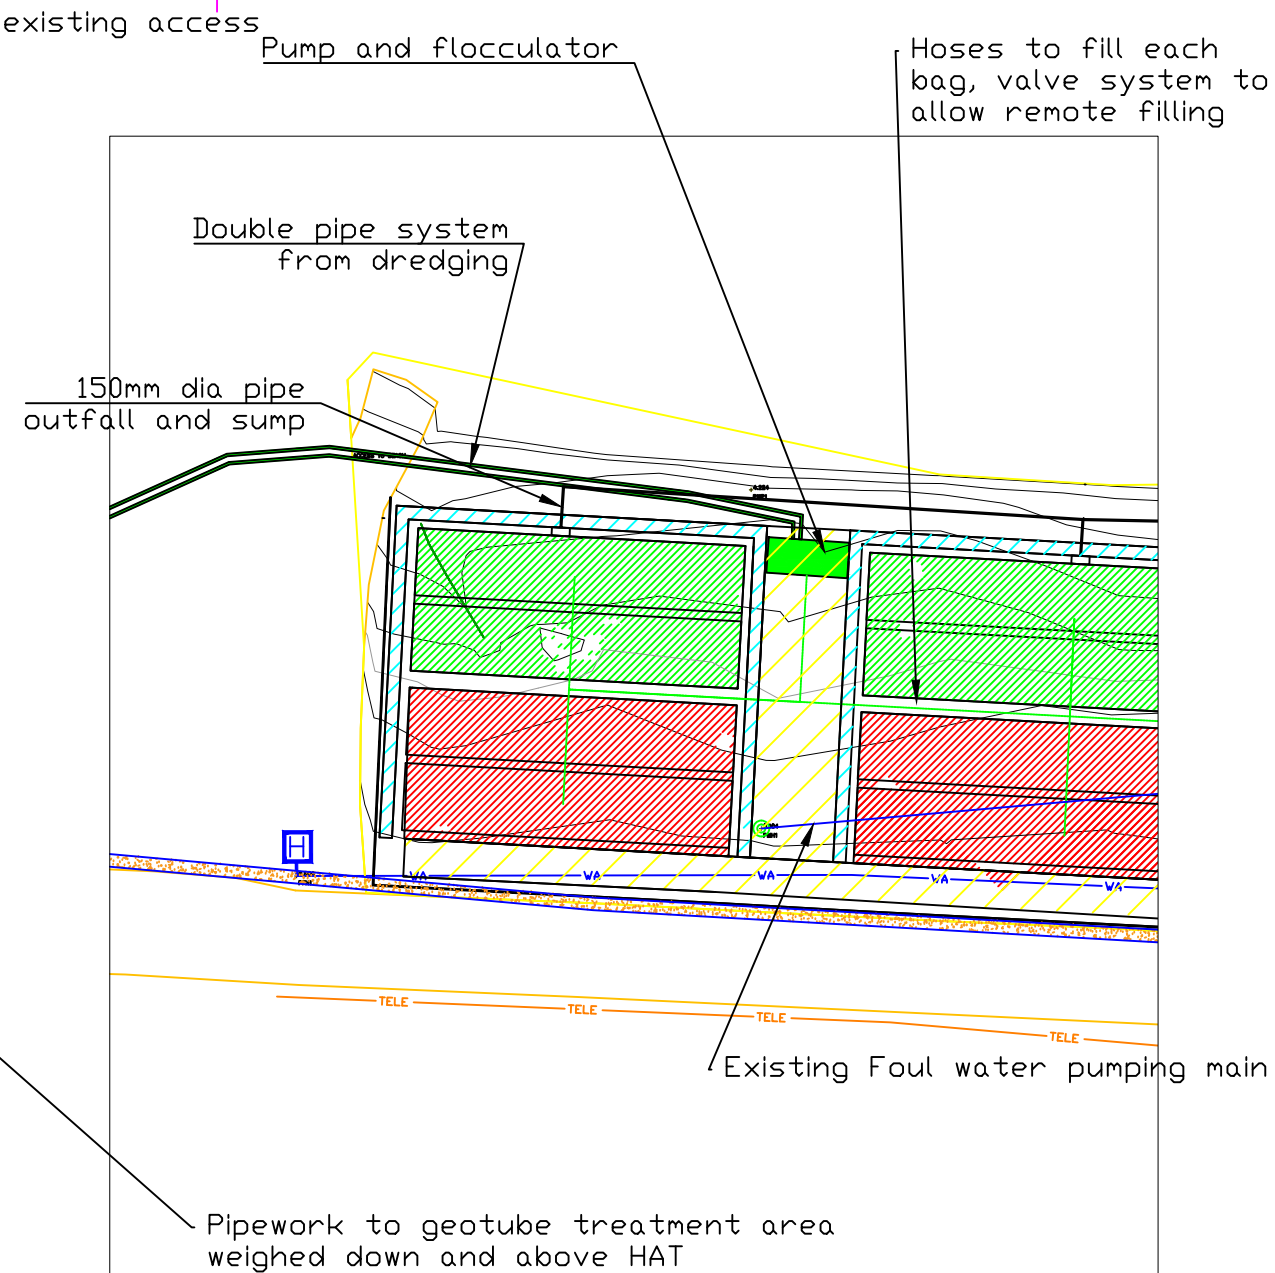 existing access
Pump and flocculator
Hoses to fill each
bag, valve system to
allow remote filling
Double pipe system
from dredging
150mm dia pipe
outfall and sump
H
WA
WA
WA
WA
WA
TELE
TELE
TELE
TELE
Existing Foul water pumping main
Pipework to geotube treatment area
weighed down and above HAT